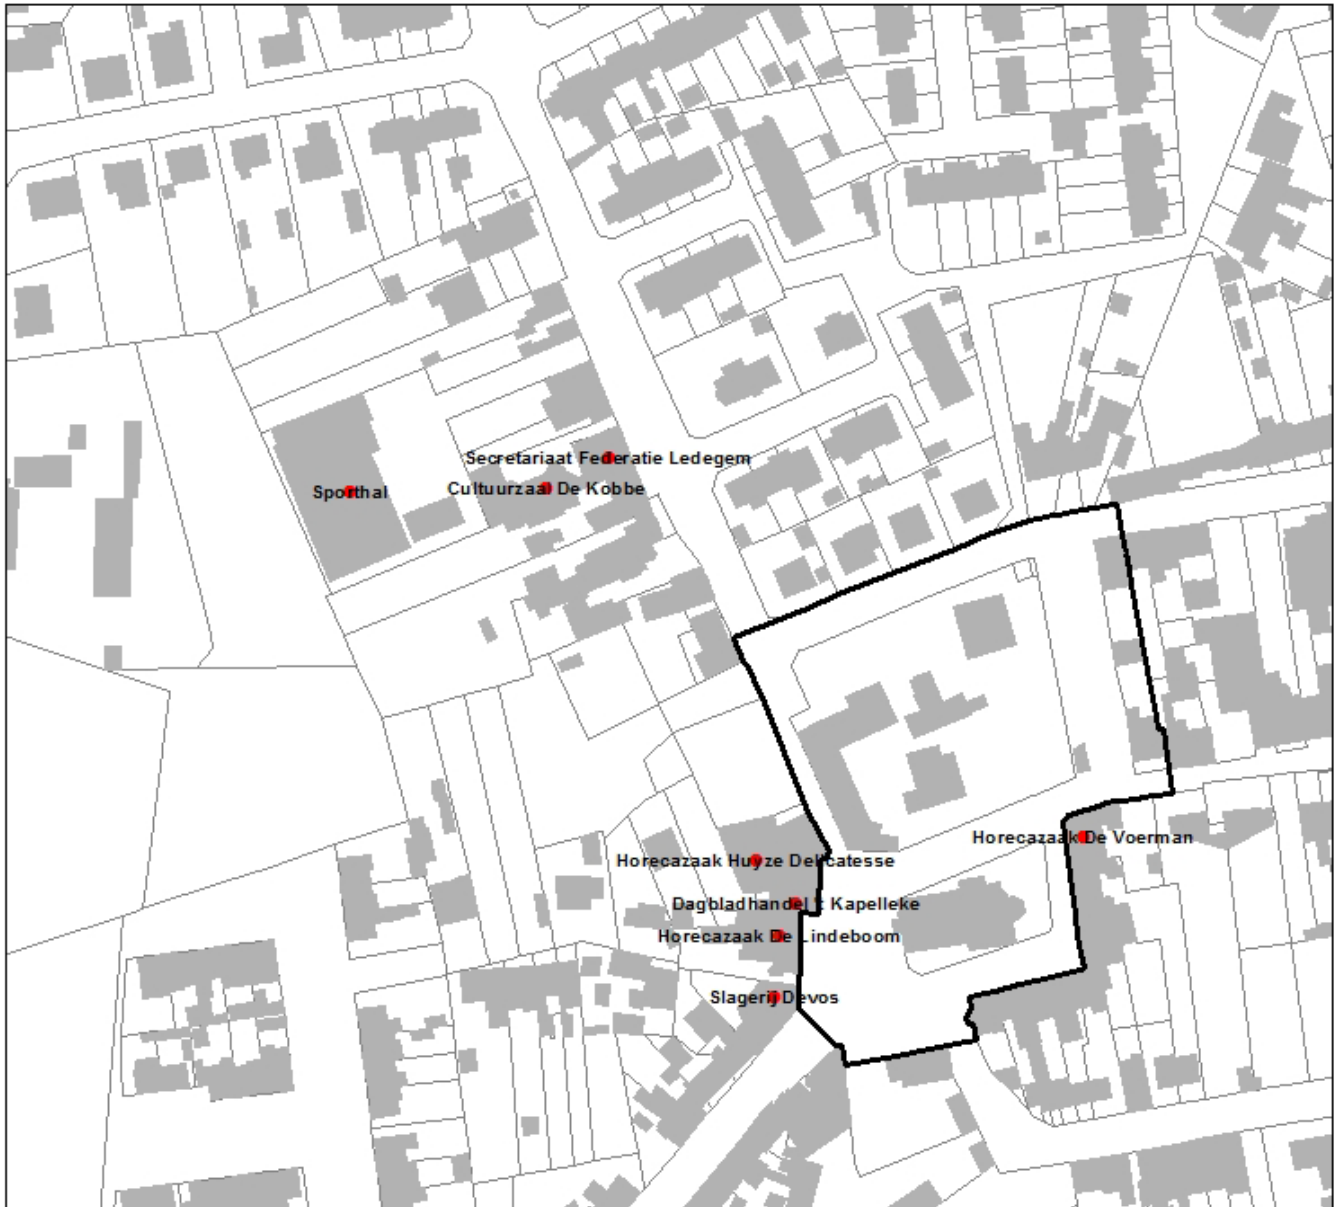 Secretariaat Federatie Ledegem
Cultuurzaal De Kobbe
Sporthal
Horecazaak De Voerman
Horecazaak Huyze Delicatesse
Dagbladhandel 't Kapelleke
Horecazaak De Lindeboom
Slagerij Devos